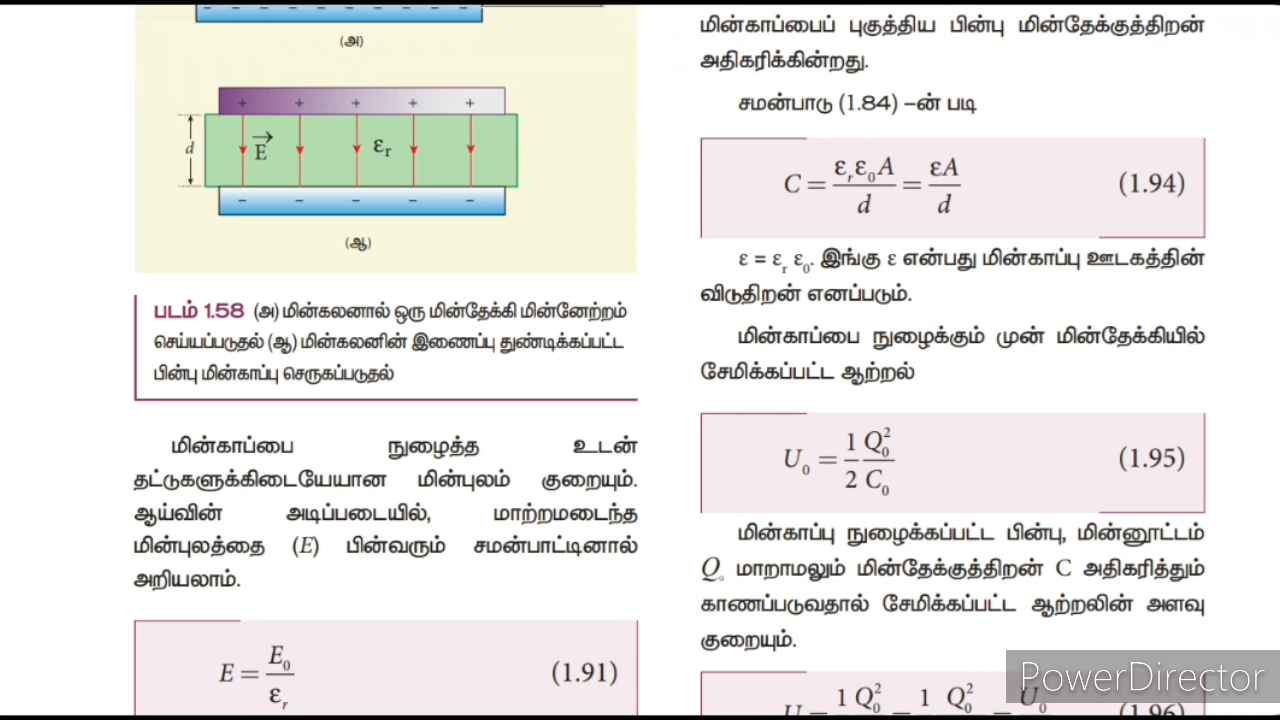 (அ)
+ + + + +
d
E
εr
– – – – –
(ஆ)
படம் 1.58 (அ) மின்கலனால் ஒரு மின்தேக்கி மின்னேற்றம்
செய்யப்படுதல் (ஆ) மின்கலனின் இணைப்பு துண்டிக்கப்பட்ட
பின்பு மின்காப்பு செருகப்படுதல்
மின்காப்பை நுழைத்த உடன்
தட்டுகளுக்கிடையேயான மின்புலம் குறையும்.
ஆய்வின் அடிப்படையில், மாற்றமடைந்த
மின்புலத்தை (E) பின்வரும் சமன்பாட்டினால்
அறியலாம்.
E = E₀/εr (1.91)
மின்காப்பைப் புகுத்திய பின்பு மின்தேக்குத்திறன்
அதிகரிக்கின்றது.
சமன்பாடு (1.84) –ன் படி
C = εrε₀A/d = εA/d (1.94)
ε = εr ε₀. இங்கு ε என்பது மின்காப்பு ஊடகத்தின்
விடுதிறன் எனப்படும்.
மின்காப்பை நுழைக்கும் முன் மின்தேக்கியில்
சேமிக்கப்பட்ட ஆற்றல்
U₀ = 1/2 Q₀²/C₀ (1.95)
மின்காப்பு நுழைக்கப்பட்ட பின்பு, மின்னூட்டம்
Q₀ மாறாமலும் மின்தேக்குத்திறன் C அதிகரித்தும்
காணப்படுவதால் சேமிக்கப்பட்ட ஆற்றலின் அளவு
குறையும்.
PowerDirector